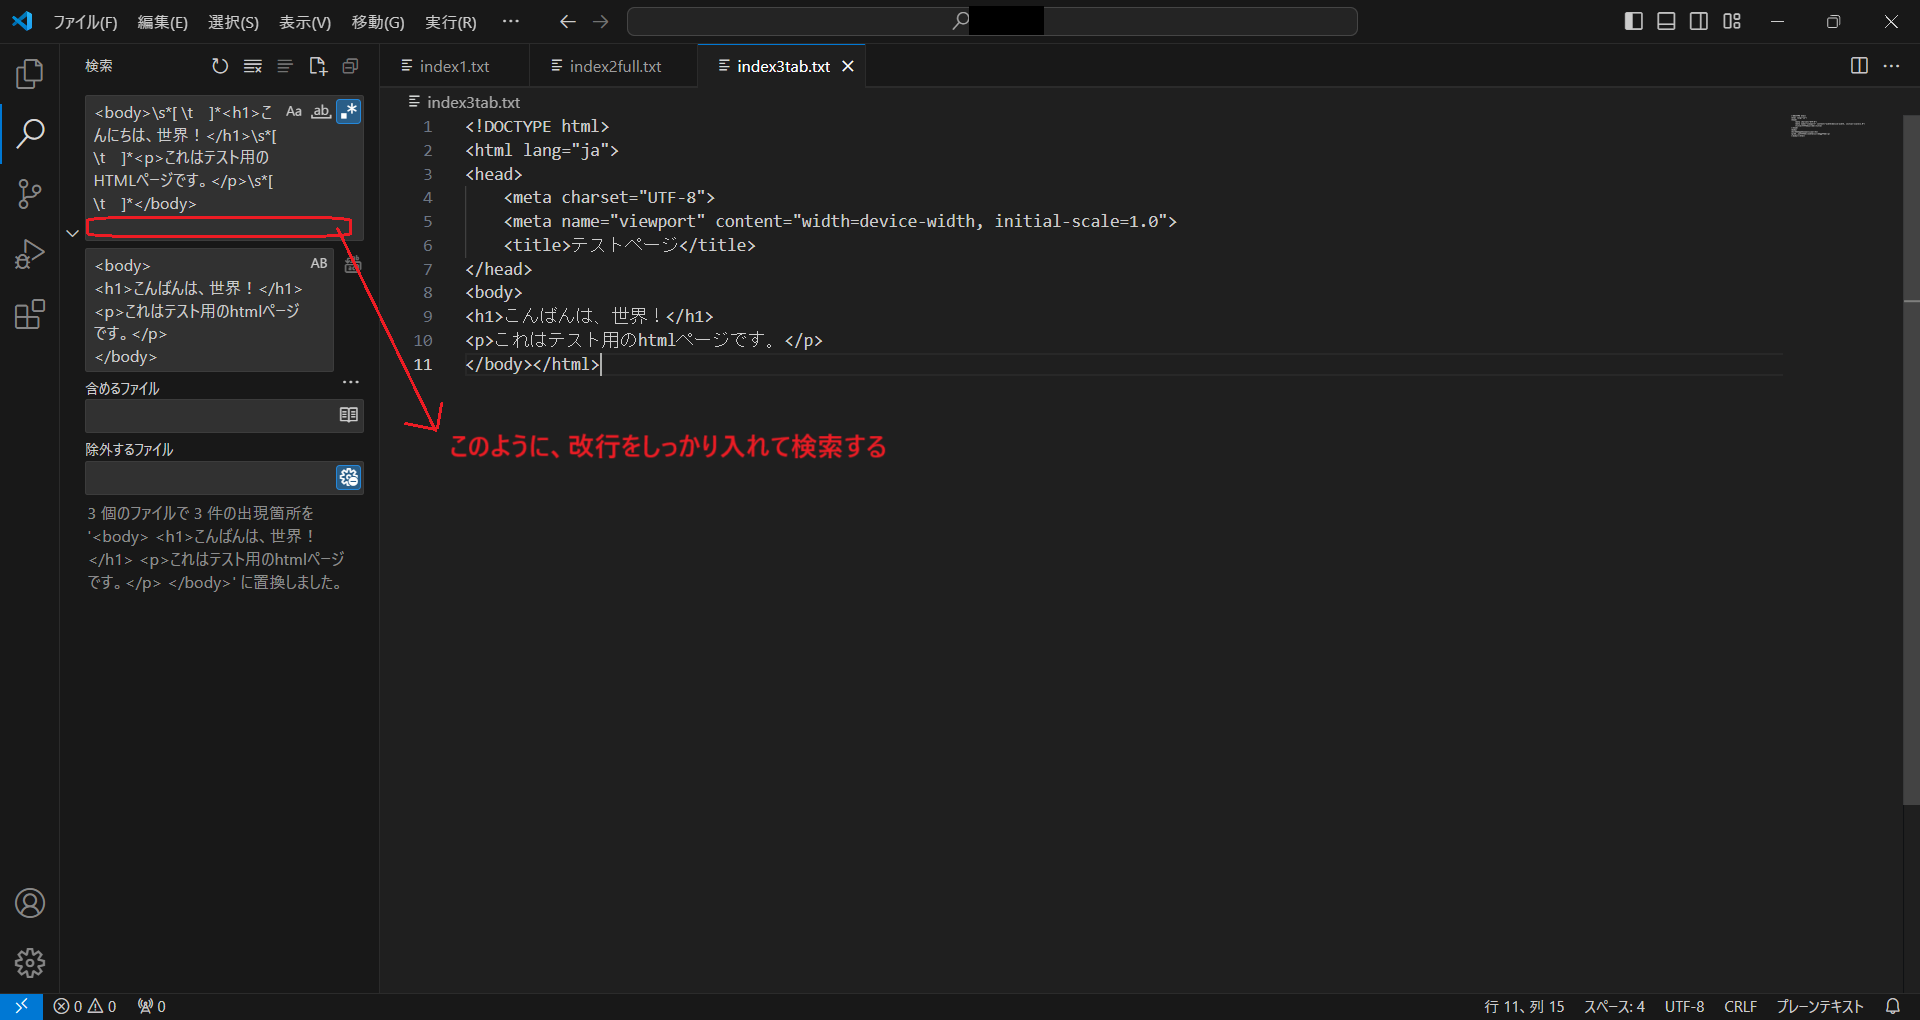 ファイル(F) 編集(E) 選択(S) 表示(V) 移動(G) 実行(R) ···
検索
<body>\s*[ \t　]*<h1>こ
んにちは、世界！</h1>\s*[
\t　]*<p>これはテスト用の
HTMLページです。</p>\s*[
\t　]*</body>
Aa ab .*
<body>
<h1>こんばんは、世界！</h1>
<p>これはテスト用のhtmlページ
です。</p>
</body>
AB
含めるファイル
除外するファイル
3 個のファイルで 3 件の出現箇所を
'<body> <h1>こんばんは、世界！
</h1> <p>これはテスト用のhtmlページ
です。</p> </body>' に置換しました。
index1.txt index2full.txt index3tab.txt
index3tab.txt
1 <!DOCTYPE html>
2 <html lang="ja">
3 <head>
4 <meta charset="UTF-8">
5 <meta name="viewport" content="width=device-width, initial-scale=1.0">
6 <title>テストページ</title>
7 </head>
8 <body>
9 <h1>こんばんは、世界！</h1>
10 <p>これはテスト用のhtmlページです。</p>
11 </body></html>
このように、改行をしっかり入れて検索する
0 0 0
行 11、列 15 スペース: 4 UTF-8 CRLF プレーンテキスト